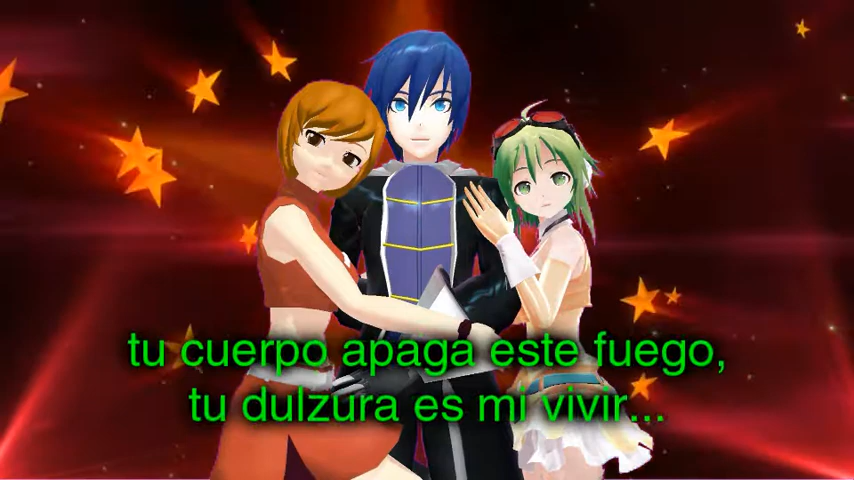 tu cuerpo apaga este fuego,
tu dulzura es mi vivir...